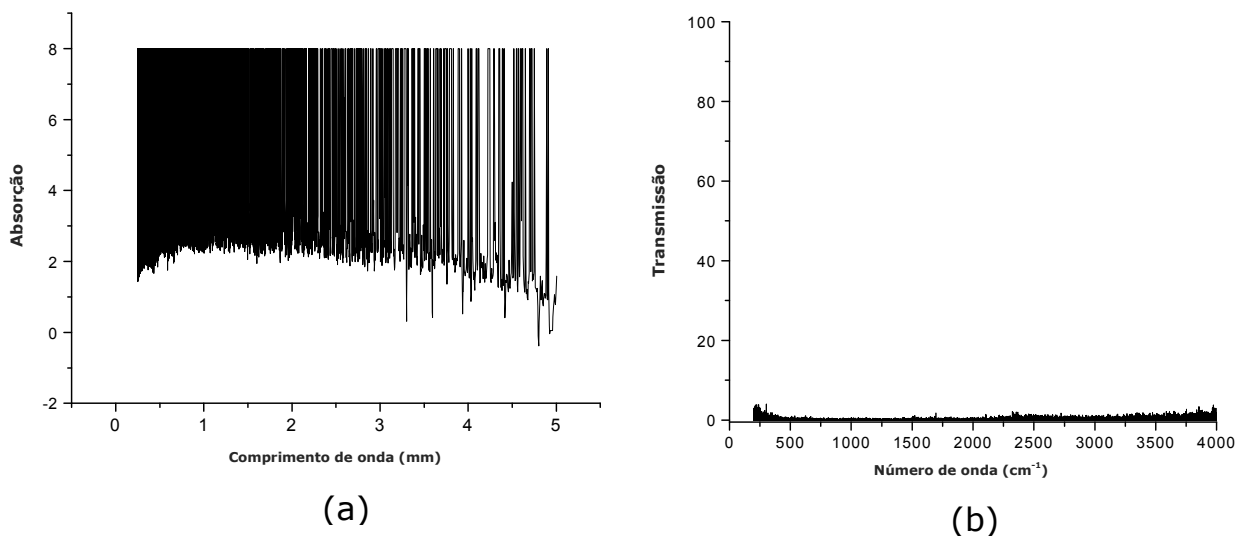 8
6
4
2
0
-2
Absorção
0 1 2 3 4 5
Comprimento de onda (mm)
(a)
100
80
60
40
20
0
Transmissão
0 500 1000 1500 2000 2500 3000 3500 4000
Número de onda (cm⁻¹)
(b)